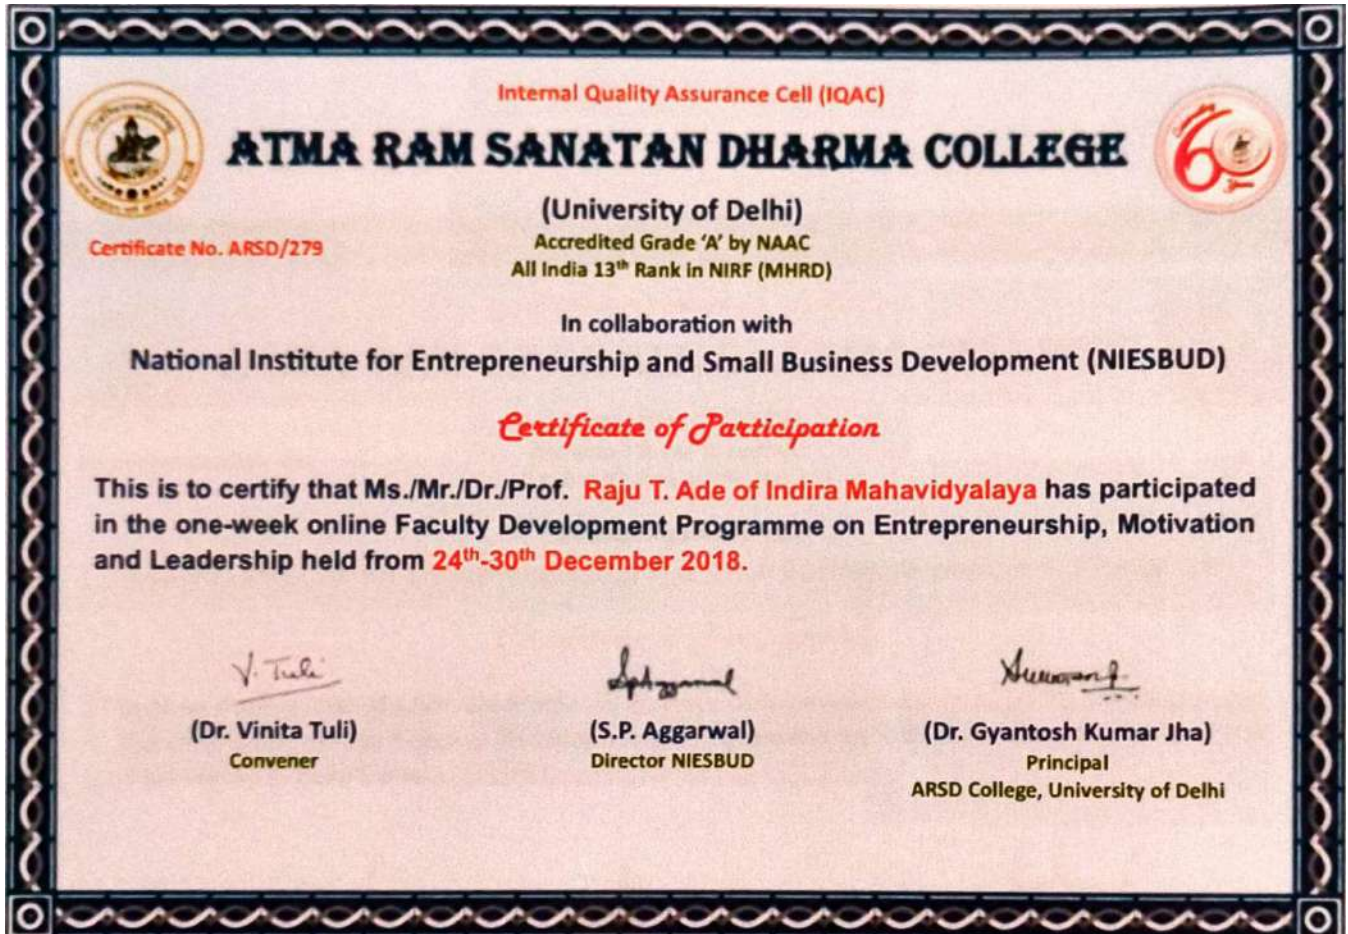 Internal Quality Assurance Cell (IQAC)
ATMA RAM SANATAN DHARMA COLLEGE
(University of Delhi)
Accredited Grade ‘A’ by NAAC
Certificate No. ARSD/279
All India 13th Rank in NIRF (MHRD)
In collaboration with
National Institute for Entrepreneurship and Small Business Development (NIESBUD)
Certificate of Participation
This is to certify that Ms./Mr./Dr./Prof. Raju T. Ade of Indira Mahavidyalaya has participated
in the one-week online Faculty Development Programme on Entrepreneurship, Motivation
and Leadership held from 24th-30th December 2018.
V. Tuli
SpAggarwal
(Dr. Vinita Tuli)
(S.P. Aggarwal)
(Dr. Gyantosh Kumar Jha)
Convener
Director NIESBUD
Principal
ARSD College, University of Delhi
60